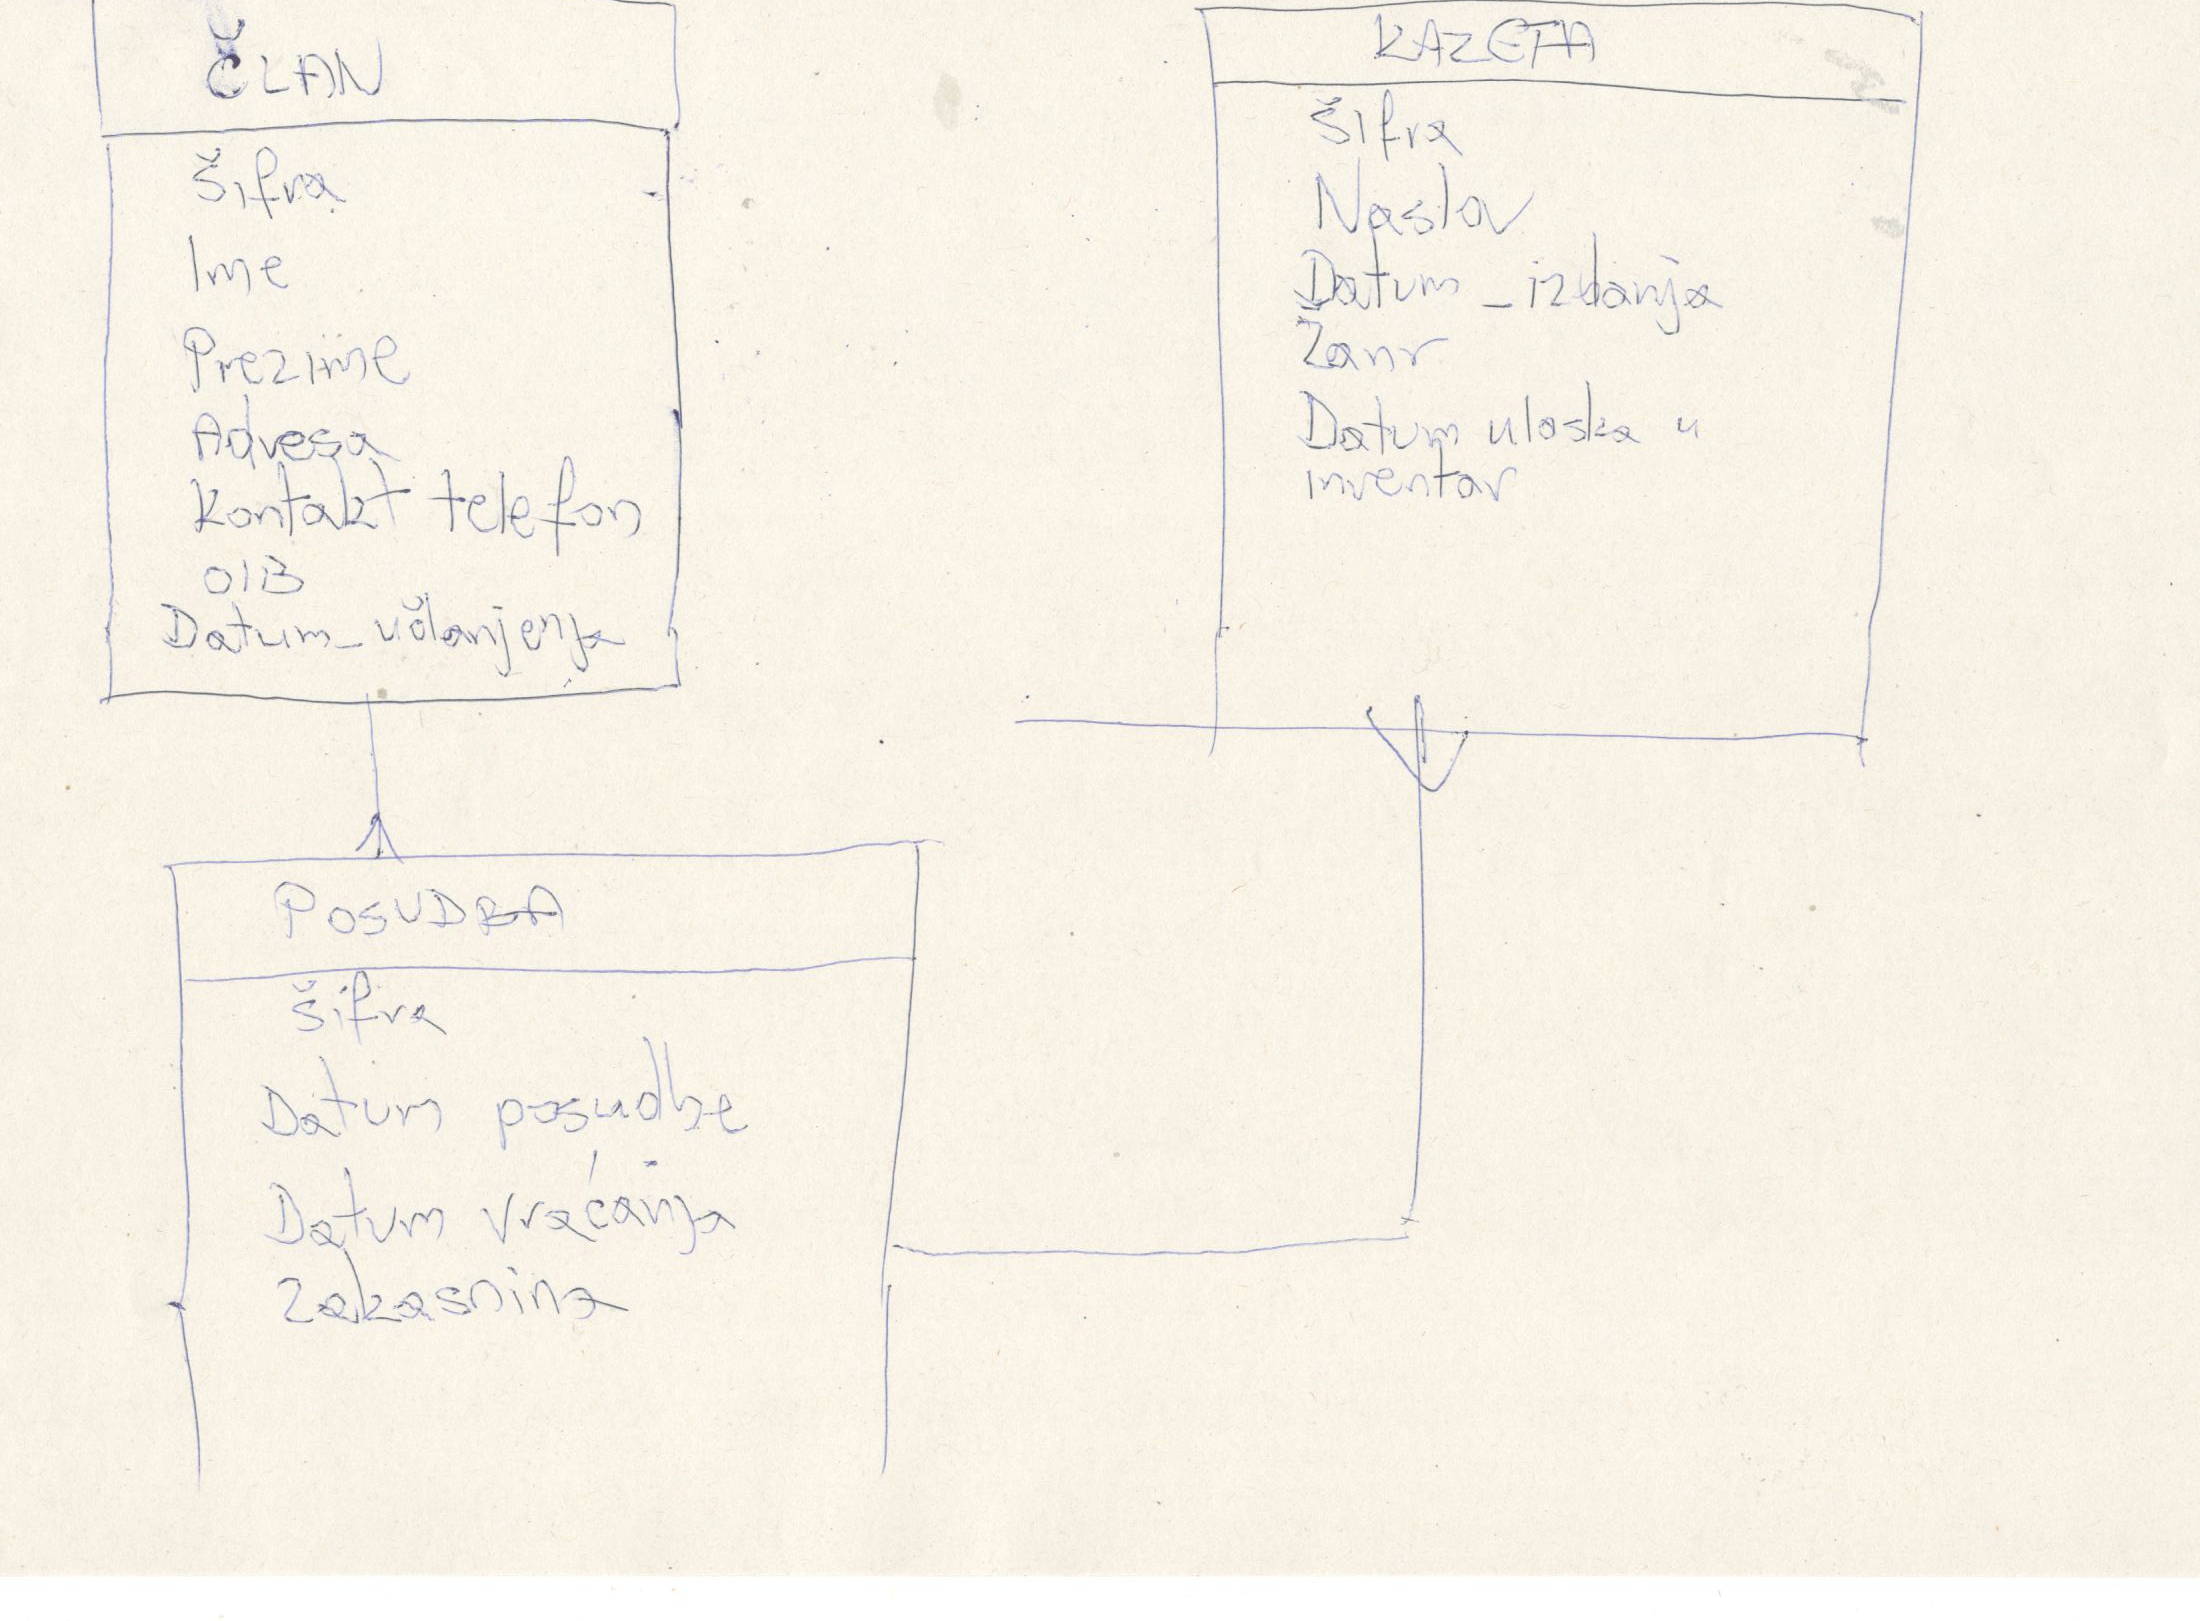 ČLAN
Šifra
Ime
Prezime
Adresa
Kontakt telefon
OIB
Datum_učlanjenja
KAZETA
Šifra
Naslov
Datum_izdanja
Žanr
Datum uloska u
inventar
POSUDBA
Šifra
Datum posudbe
Datum vraćanja
Zakasnina